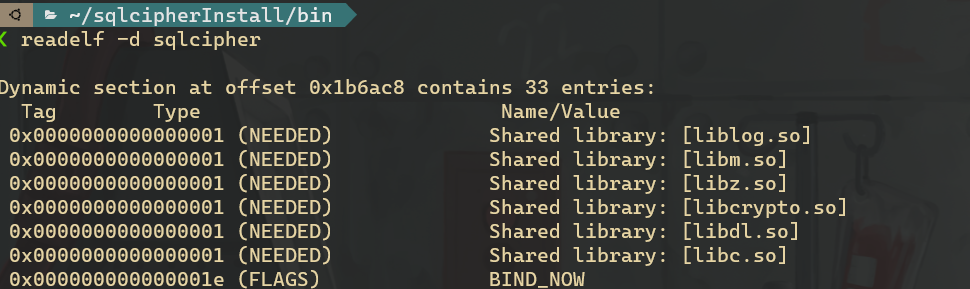 ~/sqlcipherInstall/bin
readelf -d sqlcipher
Dynamic section at offset 0x1b6ac8 contains 33 entries:
Tag Type Name/Value
0x0000000000000001 (NEEDED) Shared library: [liblog.so]
0x0000000000000001 (NEEDED) Shared library: [libm.so]
0x0000000000000001 (NEEDED) Shared library: [libz.so]
0x0000000000000001 (NEEDED) Shared library: [libcrypto.so]
0x0000000000000001 (NEEDED) Shared library: [libdl.so]
0x0000000000000001 (NEEDED) Shared library: [libc.so]
0x000000000000001e (FLAGS) BIND_NOW